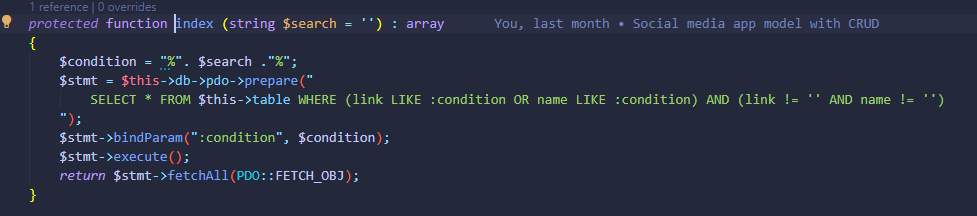 1 reference | 0 overrides
protected function index (string $search = '') : array You, last month • Social media app model with CRUD
{
$condition = "%". $search ."%";
$stmt = $this->db->pdo->prepare("
SELECT * FROM $this->table WHERE (link LIKE :condition OR name LIKE :condition) AND (link != '' AND name != '')
");
$stmt->bindParam(":condition", $condition);
$stmt->execute();
return $stmt->fetchAll(PDO::FETCH_OBJ);
}